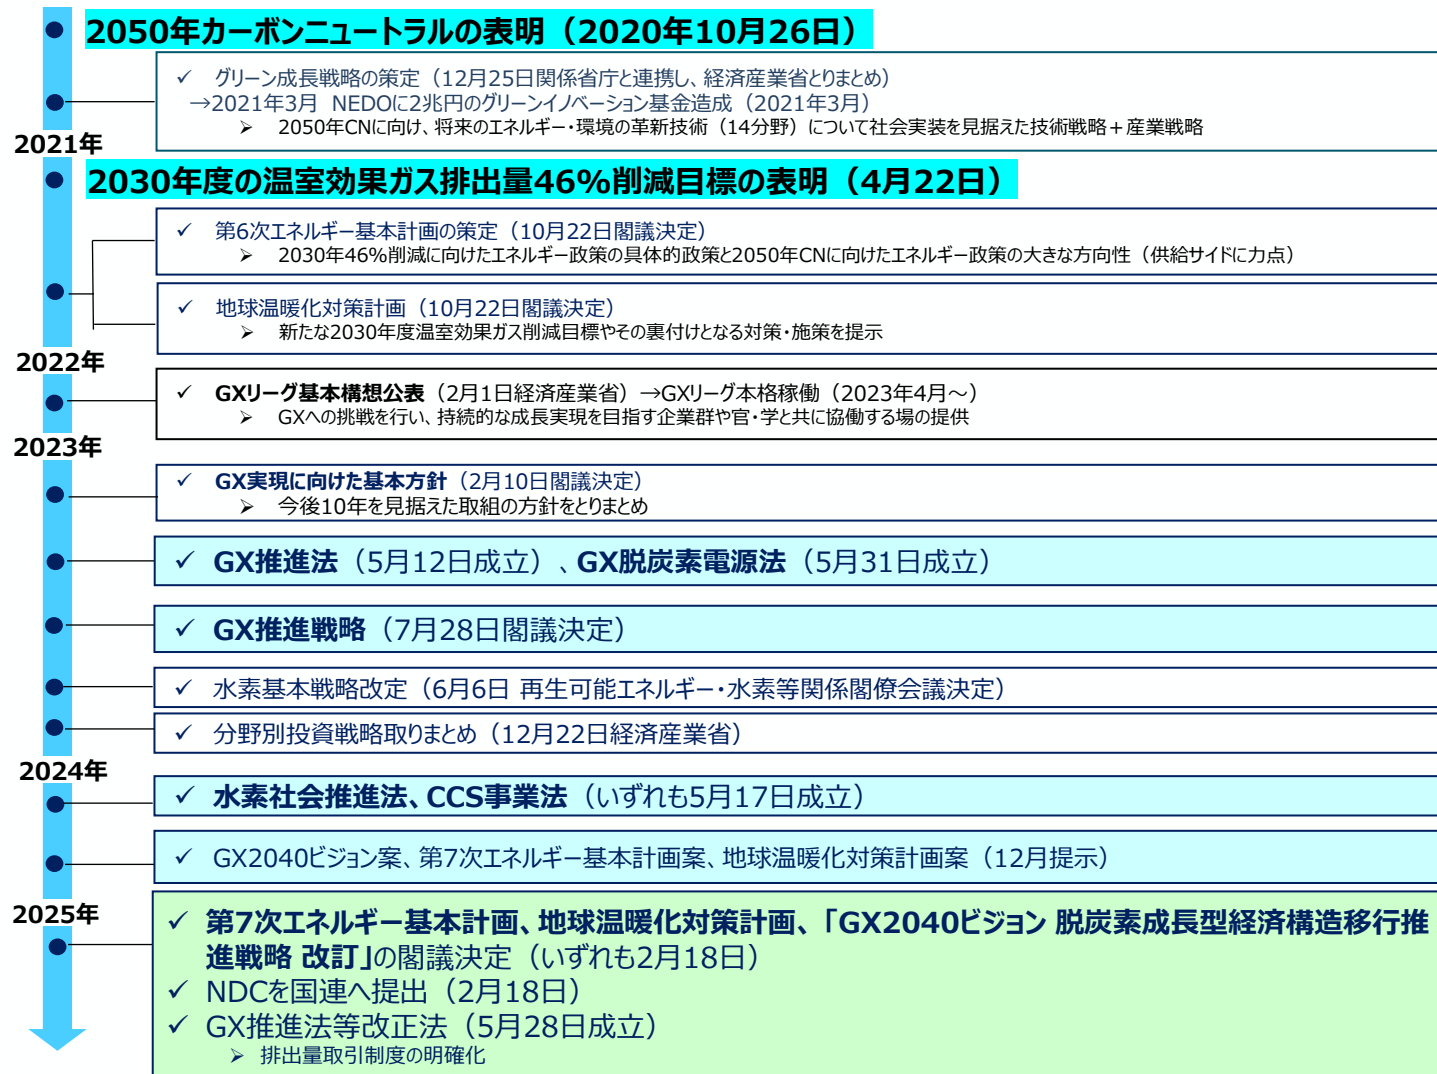 2050年カーボンニュートラルの表明（2020年10月26日）
✓ グリーン成長戦略の策定（12月25日関係省庁と連携し、経済産業省とりまとめ）
→2021年3月 NEDOに2兆円のグリーンイノベーション基金造成（2021年3月）
➢ 2050年CNに向け、将来のエネルギー・環境の革新技術（14分野）について社会実装を見据えた技術戦略＋産業戦略
2021年
2030年度の温室効果ガス排出量46%削減目標の表明（4月22日）
✓ 第6次エネルギー基本計画の策定（10月22日閣議決定）
➢ 2030年46%削減に向けたエネルギー政策の具体的政策と2050年CNに向けたエネルギー政策の大きな方向性（供給サイドに力点）
✓ 地球温暖化対策計画（10月22日閣議決定）
➢ 新たな2030年度温室効果ガス削減目標やその裏付けとなる対策・施策を提示
2022年
✓ GXリーグ基本構想公表（2月1日経済産業省）→GXリーグ本格稼働（2023年4月～）
➢ GXへの挑戦を行い、持続的な成長実現を目指す企業群や官・学と共に協働する場の提供
2023年
✓ GX実現に向けた基本方針（2月10日閣議決定）
➢ 今後10年を見据えた取組の方針をとりまとめ
✓ GX推進法（5月12日成立）、GX脱炭素電源法（5月31日成立）
✓ GX推進戦略（7月28日閣議決定）
✓ 水素基本戦略改定（6月6日 再生可能エネルギー・水素等関係閣僚会議決定）
✓ 分野別投資戦略取りまとめ（12月22日経済産業省）
2024年
✓ 水素社会推進法、CCS事業法（いずれも5月17日成立）
✓ GX2040ビジョン案、第7次エネルギー基本計画案、地球温暖化対策計画案（12月提示）
2025年
✓ 第7次エネルギー基本計画、地球温暖化対策計画、「GX2040ビジョン 脱炭素成長型経済構造移行推
進戦略 改訂」の閣議決定（いずれも2月18日）
✓ NDCを国連へ提出（2月18日）
✓ GX推進法等改正法（5月28日成立）
➢ 排出量取引制度の明確化